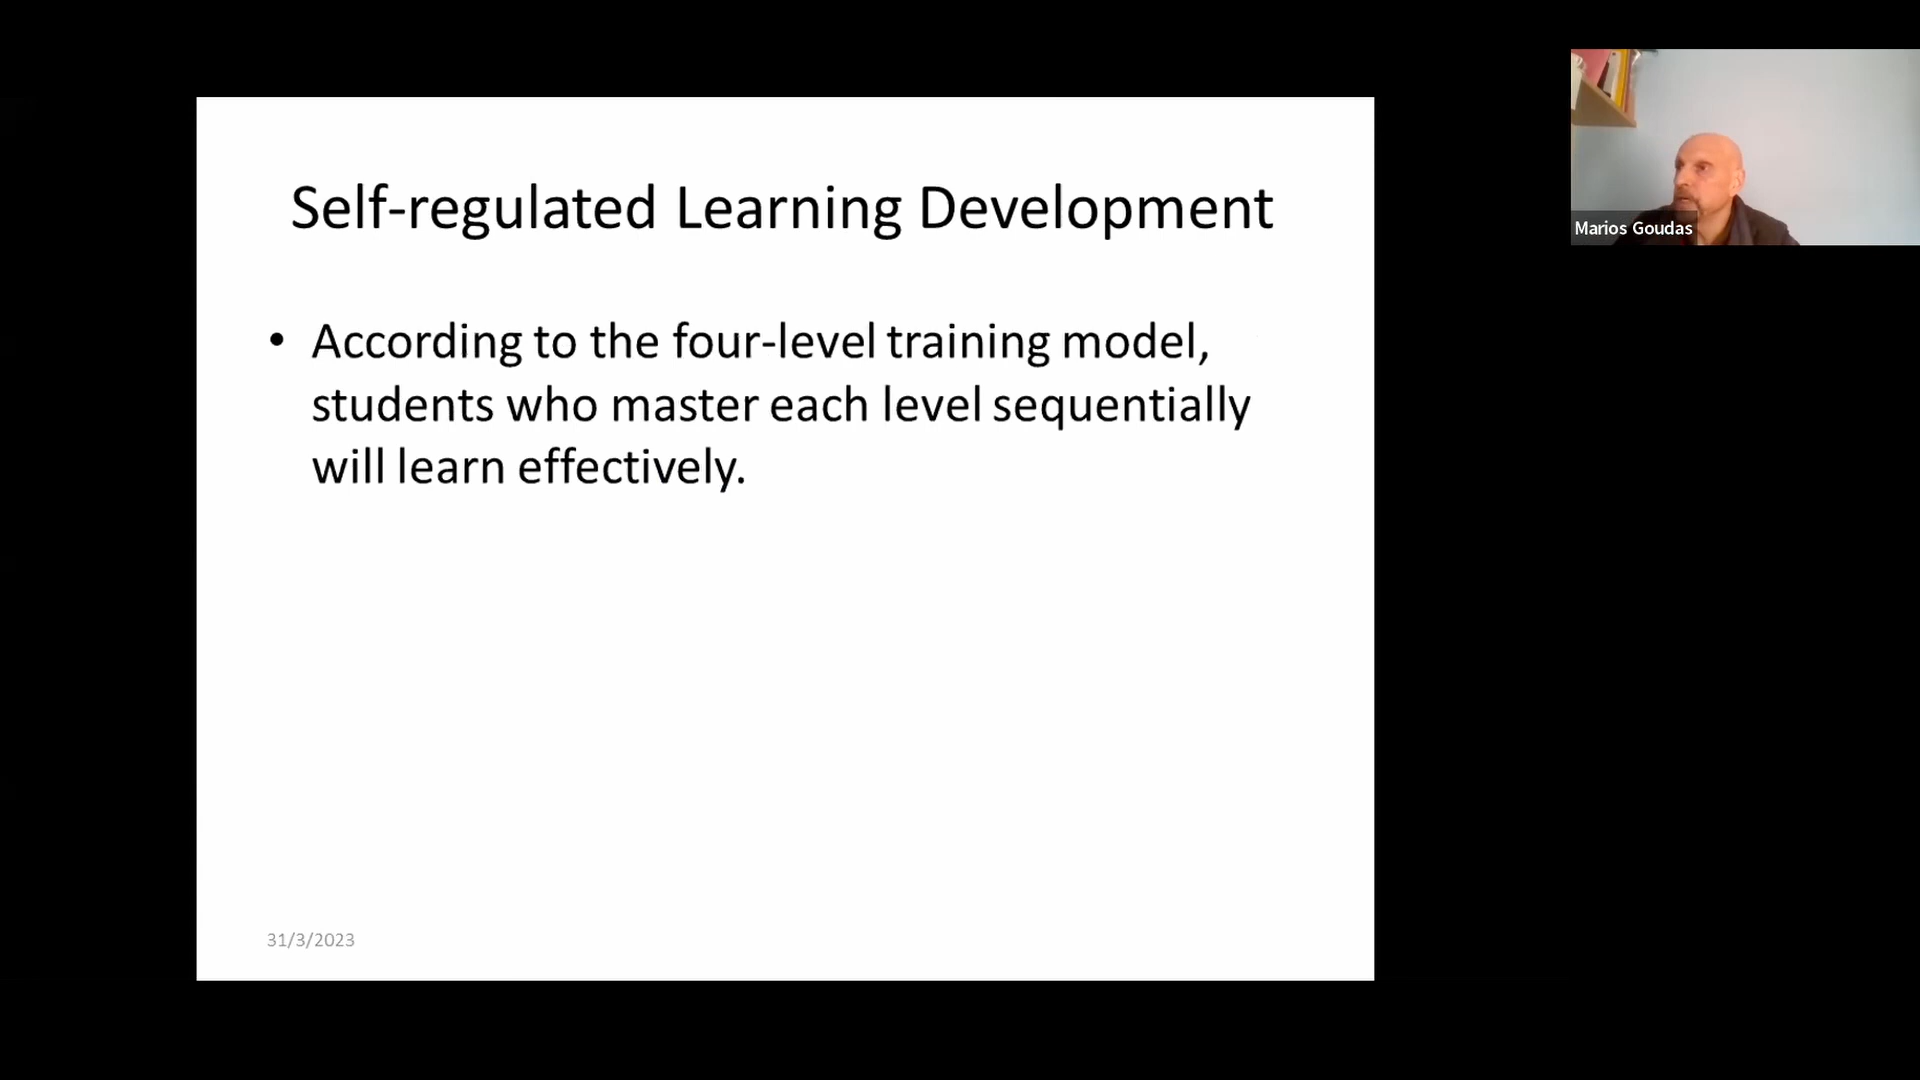 Self-regulated Learning Development
• According to the four-level training model,
students who master each level sequentially
will learn effectively.
31/3/2023
Marios Goudas